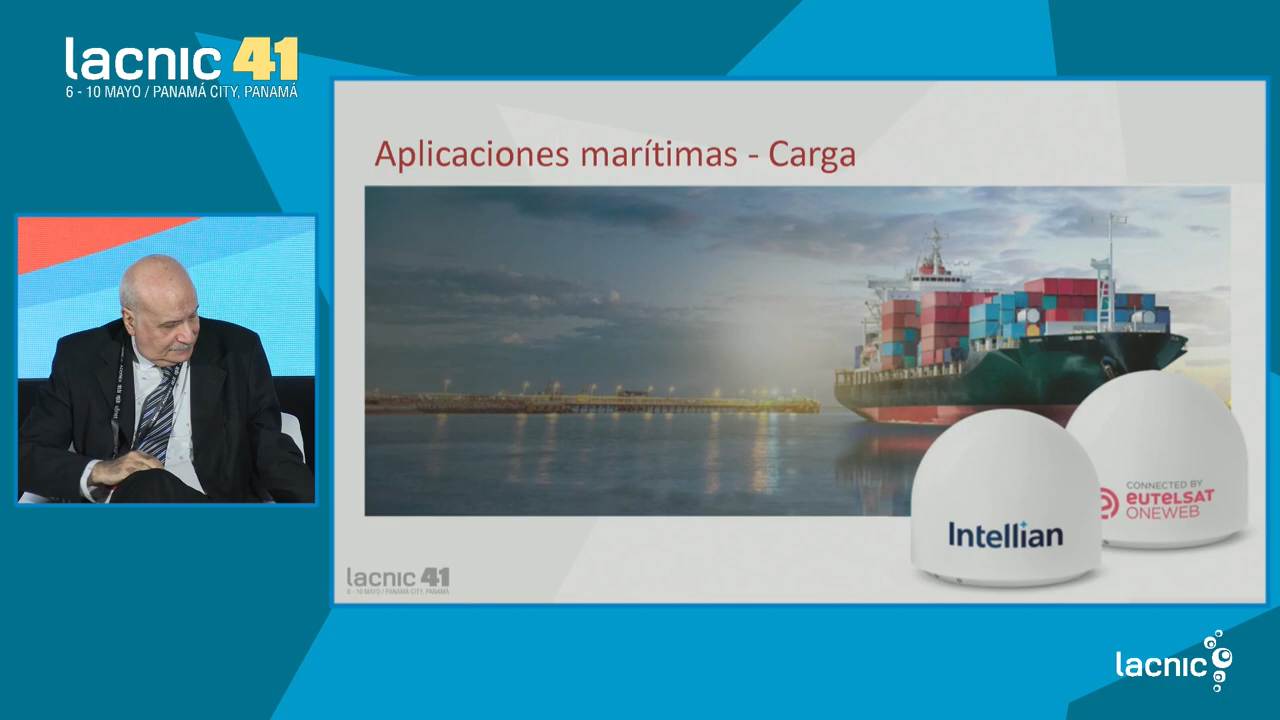 lacnic 41
6 - 10 MAYO / PANAMÁ CITY, PANAMÁ
Aplicaciones marítimas - Carga
Intellian
CONNECTED BY
eutelsat
ONEWEB
lacnic 41
6 - 10 MAYO / PANAMÁ CITY, PANAMÁ
lacnic